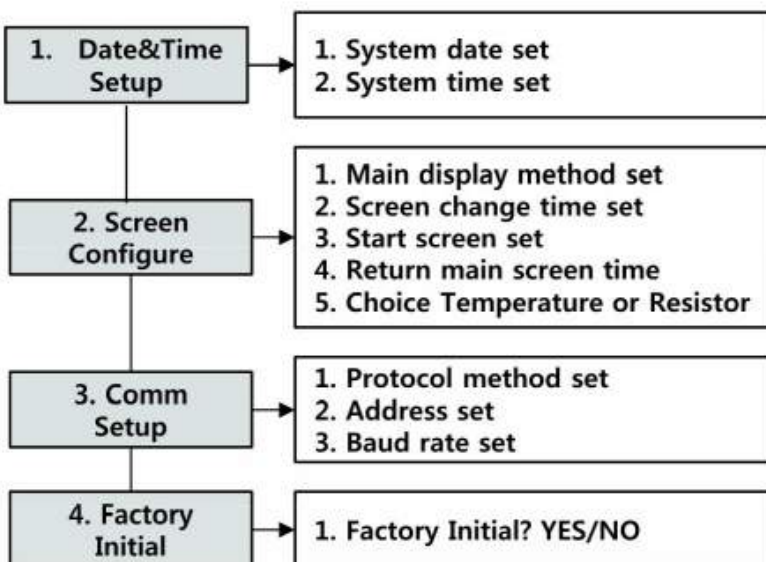 1. Date&Time
Setup
1. System date set
2. System time set
2. Screen
Configure
1. Main display method set
2. Screen change time set
3. Start screen set
4. Return main screen time
5. Choice Temperature or Resistor
3. Comm
Setup
1. Protocol method set
2. Address set
3. Baud rate set
4. Factory
Initial
1. Factory Initial? YES/NO